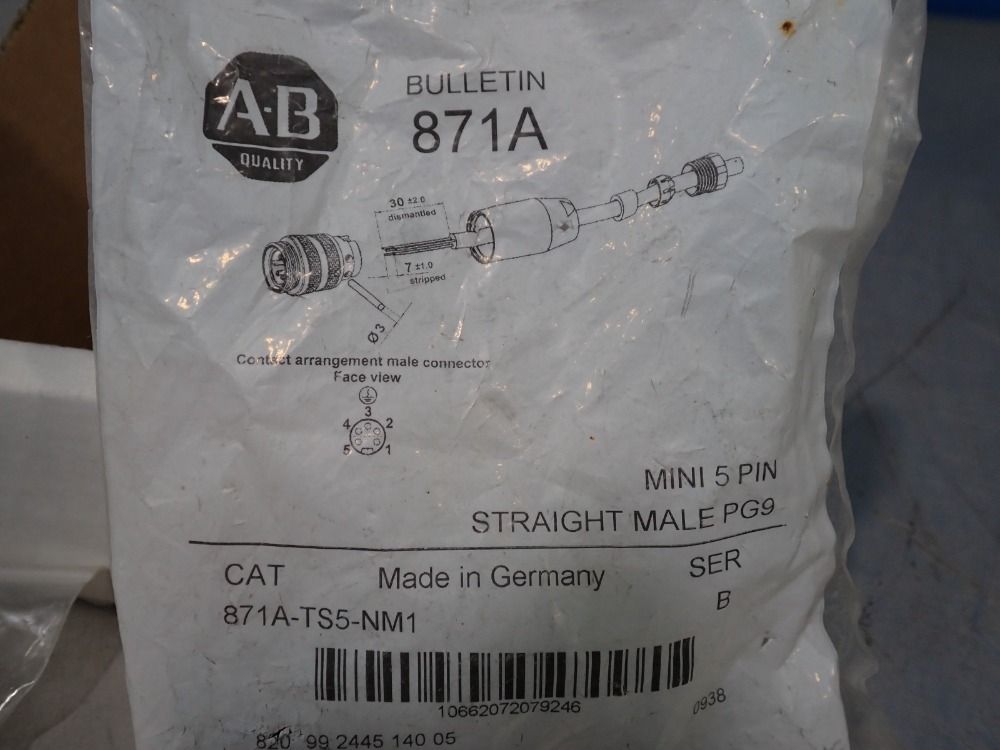 A-B
QUALITY
BULLETIN
871A
30 ±2.0
dismantled
7 ±1.0
stripped
Ø3
Contact arrangement male connector
Face view
3
4 2
5 1
MINI 5 PIN
STRAIGHT MALE PG9
CAT Made in Germany SER
871A-TS5-NM1 B
10662072079246
0938
820 99 2445 140 05